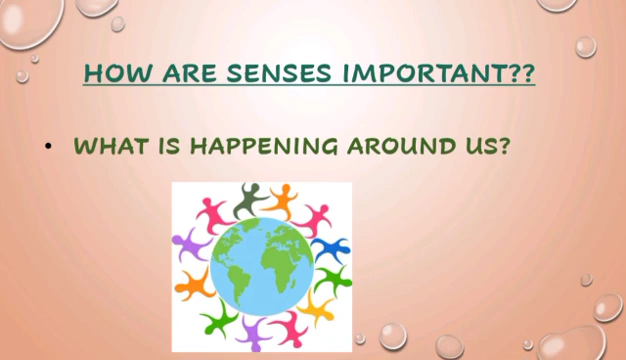 HOW ARE SENSES IMPORTANT??
• WHAT IS HAPPENING AROUND US?